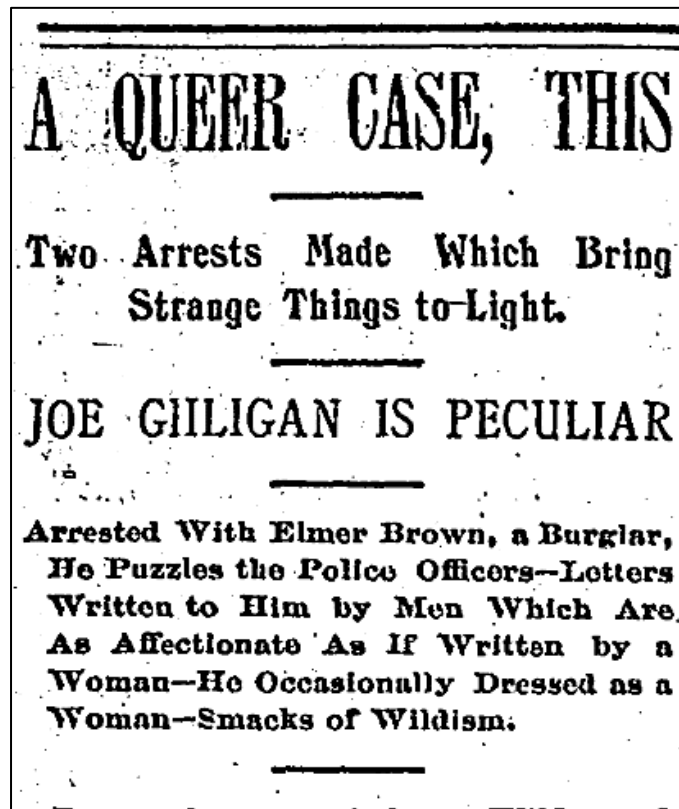 A QUEER CASE, THIS
Two Arrests Made Which Bring
Strange Things to-Light.
JOE GILLIGAN IS PECULIAR
Arrested With Elmer Brown, a Burglar,
He Puzzles the Police Officers—Letters
Written to Him by Men Which Are
As Affectionate As If Written by a
Woman—He Occasionally Dressed as a
Woman—Smacks of Wildism.